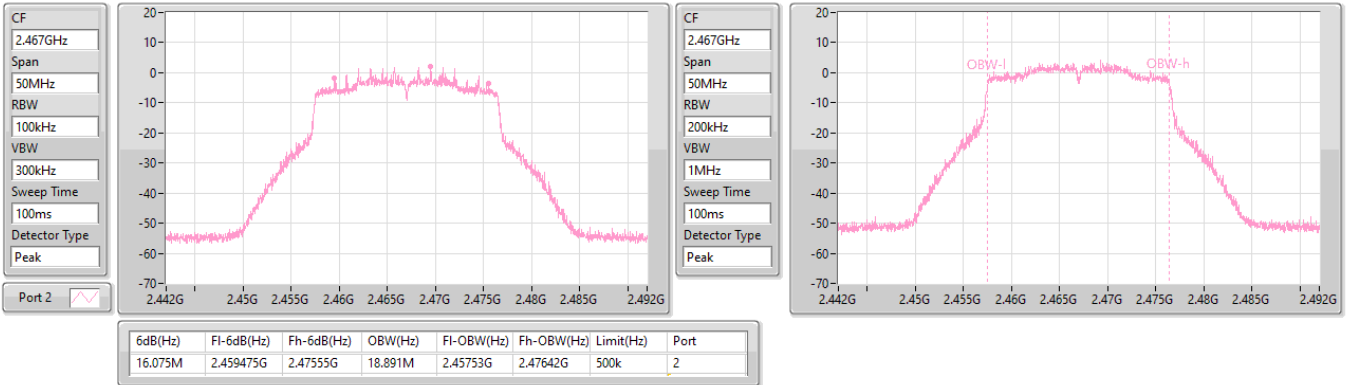 CF
2.467GHz
Span
50MHz
RBW
100kHz
VBW
300kHz
Sweep Time
100ms
Detector Type
Peak
Port 2
20-
10-
0-
-10-
-20-
-30-
-40-
-50-
-60-
-70-
2.442G 2.45G 2.455G 2.46G 2.465G 2.47G 2.475G 2.48G 2.485G 2.492G
CF
2.467GHz
Span
50MHz
RBW
200kHz
VBW
1MHz
Sweep Time
100ms
Detector Type
Peak
20-
10-
0-
-10-
-20-
-30-
-40-
-50-
-60-
-70-
OBW-l OBW-h
2.442G 2.45G 2.455G 2.46G 2.465G 2.47G 2.475G 2.48G 2.485G 2.492G
6dB(Hz) Fl-6dB(Hz) Fh-6dB(Hz) OBW(Hz) Fl-OBW(Hz) Fh-OBW(Hz) Limit(Hz) Port
16.075M 2.459475G 2.47555G 18.891M 2.45753G 2.47642G 500k 2